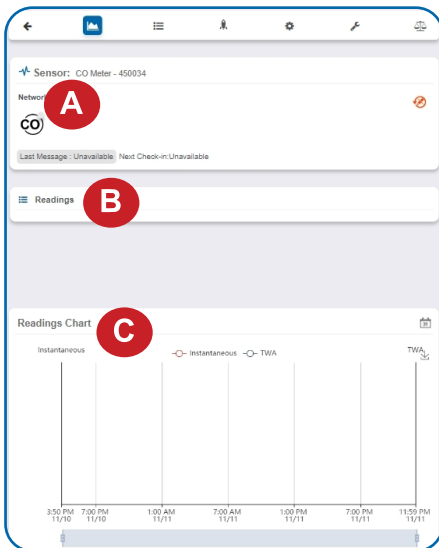 Sensor: CO Meter - 450034
A
CO
Last Message : Unavailable Next Check-in:Unavailable
Readings
B
Readings Chart
C
31
Instantaneous
Instantaneous TWA
TWA
3:50 PM 7:00 PM 1:00 AM 7:00 AM 1:00 PM 7:00 PM 11:59 PM
11/10 11/10 11/11 11/11 11/11 11/11 11/11